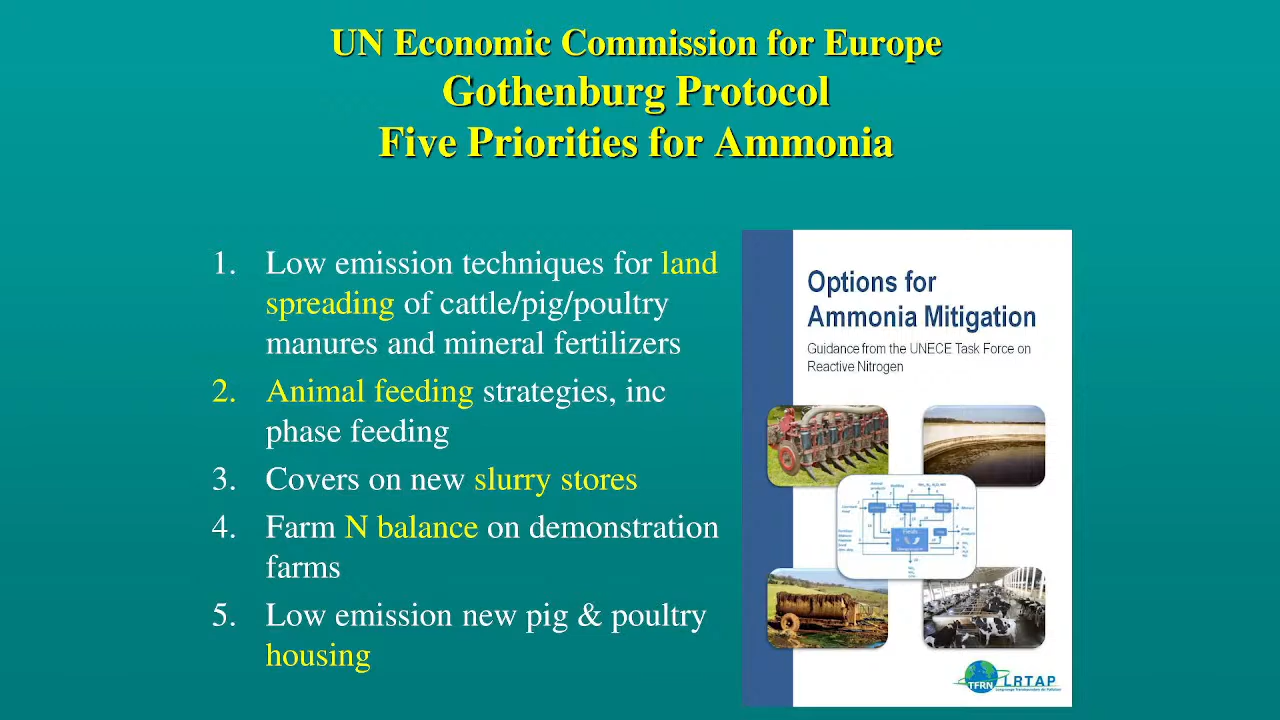 UN Economic Commission for Europe
Gothenburg Protocol
Five Priorities for Ammonia
1. Low emission techniques for land
spreading of cattle/pig/poultry
manures and mineral fertilizers
2. Animal feeding strategies, inc
phase feeding
3. Covers on new slurry stores
4. Farm N balance on demonstration
farms
5. Low emission new pig & poultry
housing
Options for
Ammonia Mitigation
Guidance from the UNECE Task Force on
Reactive Nitrogen
Fields
TFRN LRTAP